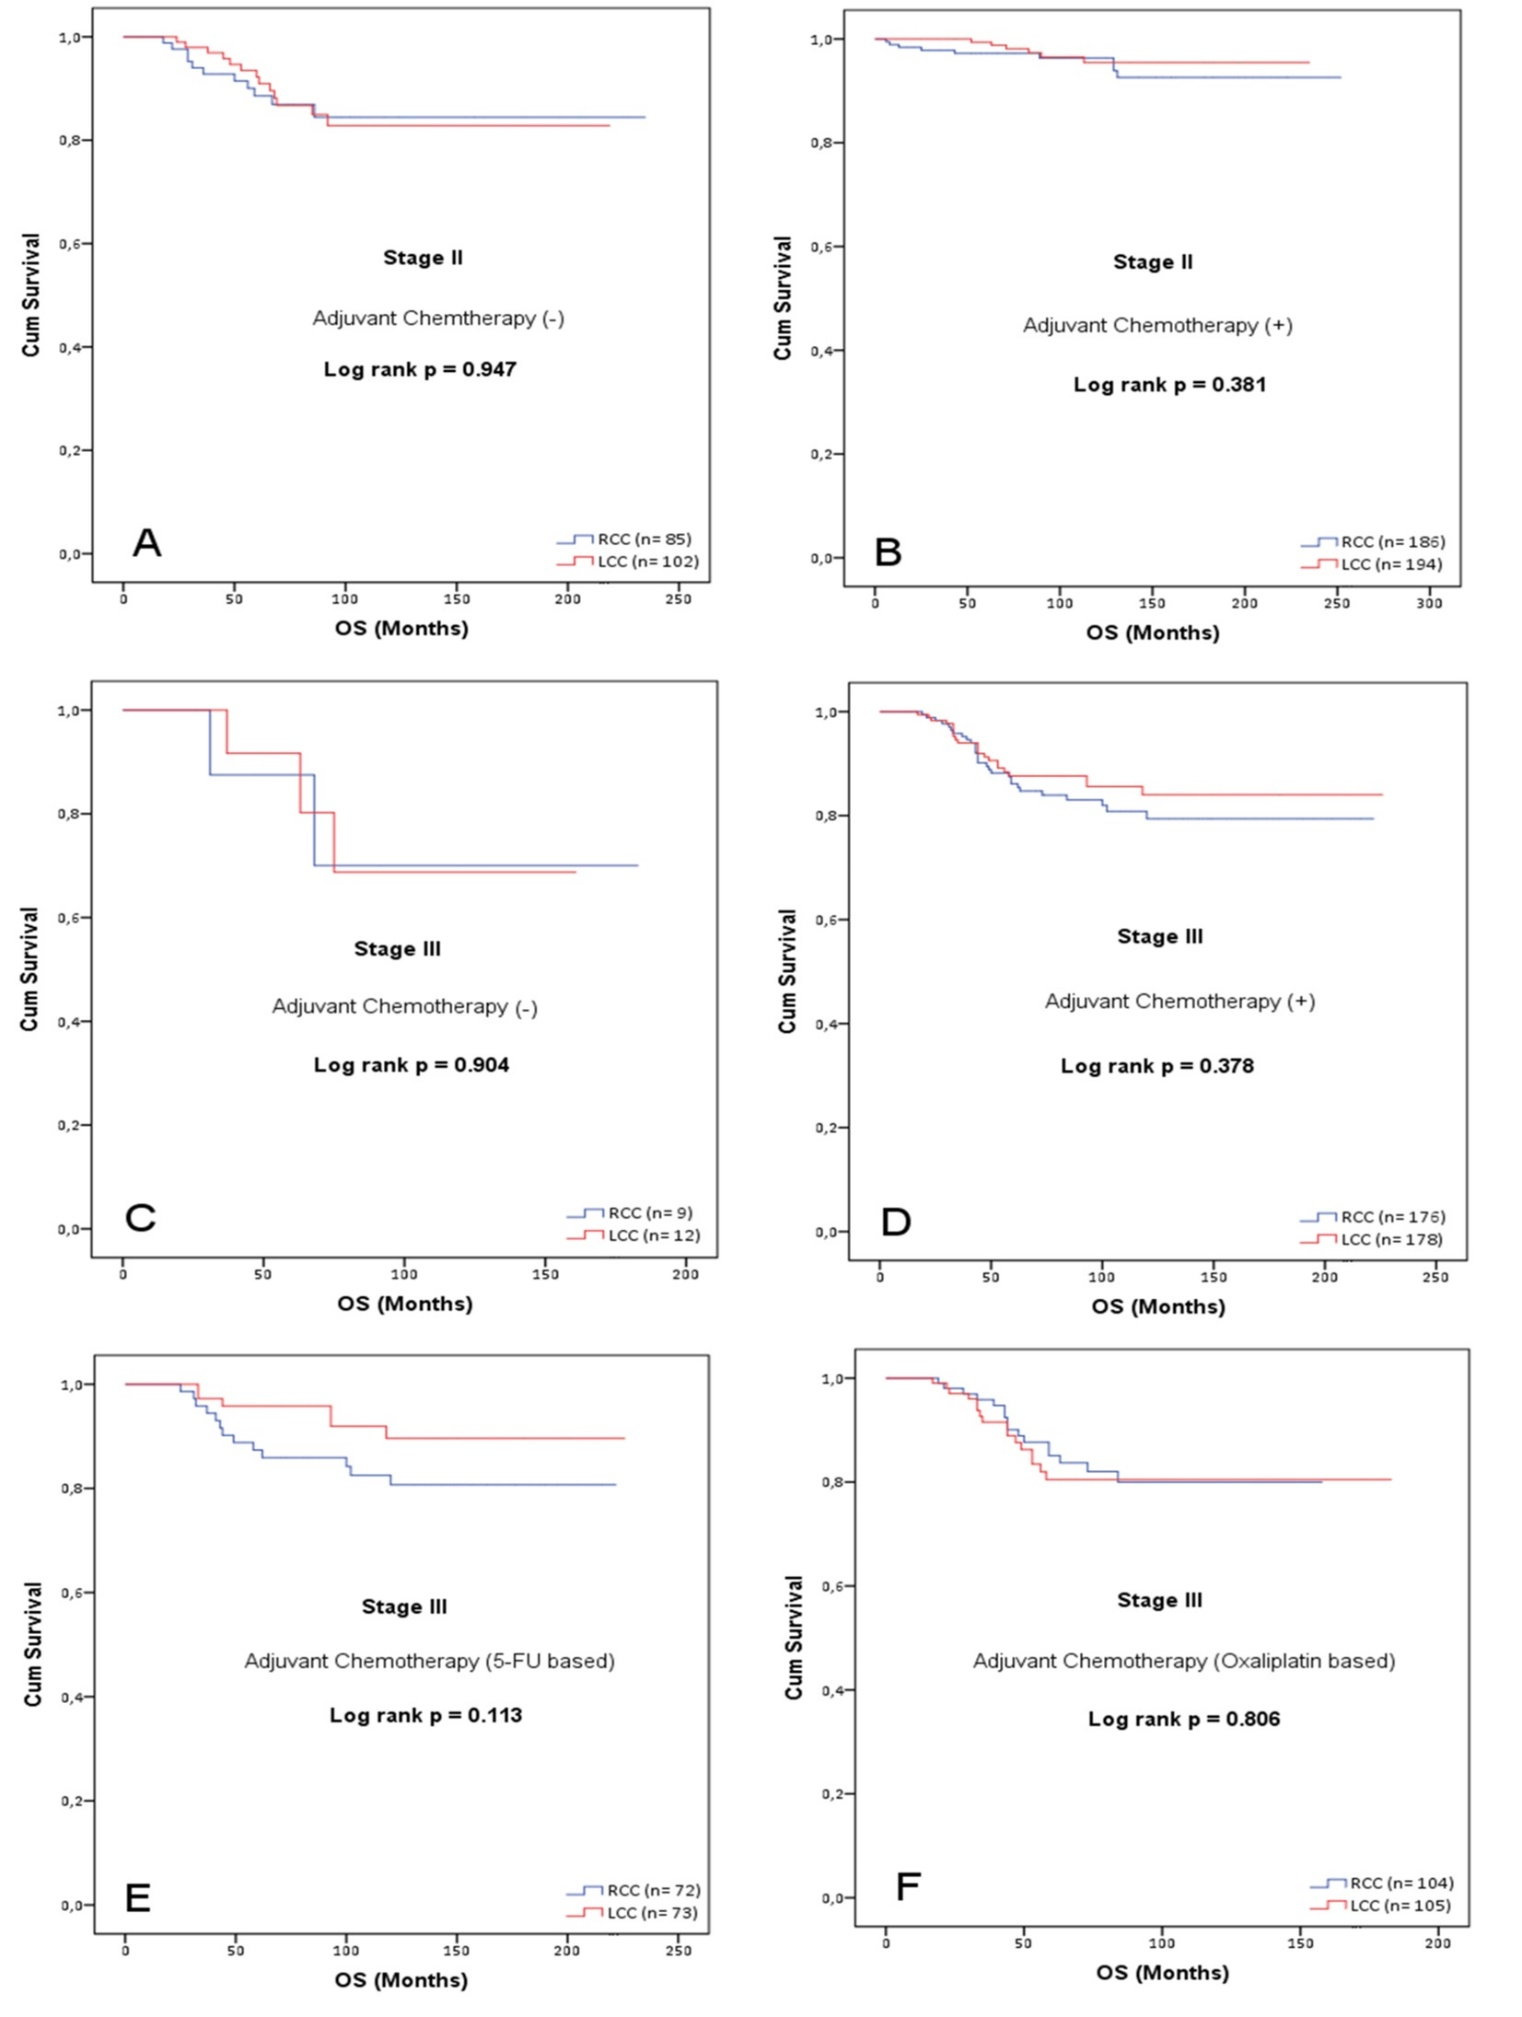 1,0
0,8
0,6
0,4
0,2
0,0
Cum Survival
Stage II
Adjuvant Chemtherapy (-)
Log rank p = 0.947
A
RCC (n= 85)
LCC (n= 102)
0 50 100 150 200 250
OS (Months)
1,0
0,8
0,6
0,4
0,2
0,0
Cum Survival
Stage II
Adjuvant Chemotherapy (+)
Log rank p = 0.381
B
RCC (n= 186)
LCC (n= 194)
0 50 100 150 200 250 300
OS (Months)
1,0
0,8
0,6
0,4
0,2
0,0
Cum Survival
Stage III
Adjuvant Chemotherapy (-)
Log rank p = 0.904
C
RCC (n= 9)
LCC (n= 12)
0 50 100 150 200
OS (Months)
1,0
0,8
0,6
0,4
0,2
0,0
Cum Survival
Stage III
Adjuvant Chemotherapy (+)
Log rank p = 0.378
D
RCC (n= 176)
LCC (n= 178)
0 50 100 150 200 250
OS (Months)
1,0
0,8
0,6
0,4
0,2
0,0
Cum Survival
Stage III
Adjuvant Chemotherapy (5-FU based)
Log rank p = 0.113
E
RCC (n= 72)
LCC (n= 73)
0 50 100 150 200 250
OS (Months)
1,0
0,8
0,6
0,4
0,2
0,0
Cum Survival
Stage III
Adjuvant Chemotherapy (Oxaliplatin based)
Log rank p = 0.806
F
RCC (n= 104)
LCC (n= 105)
0 50 100 150 200
OS (Months)